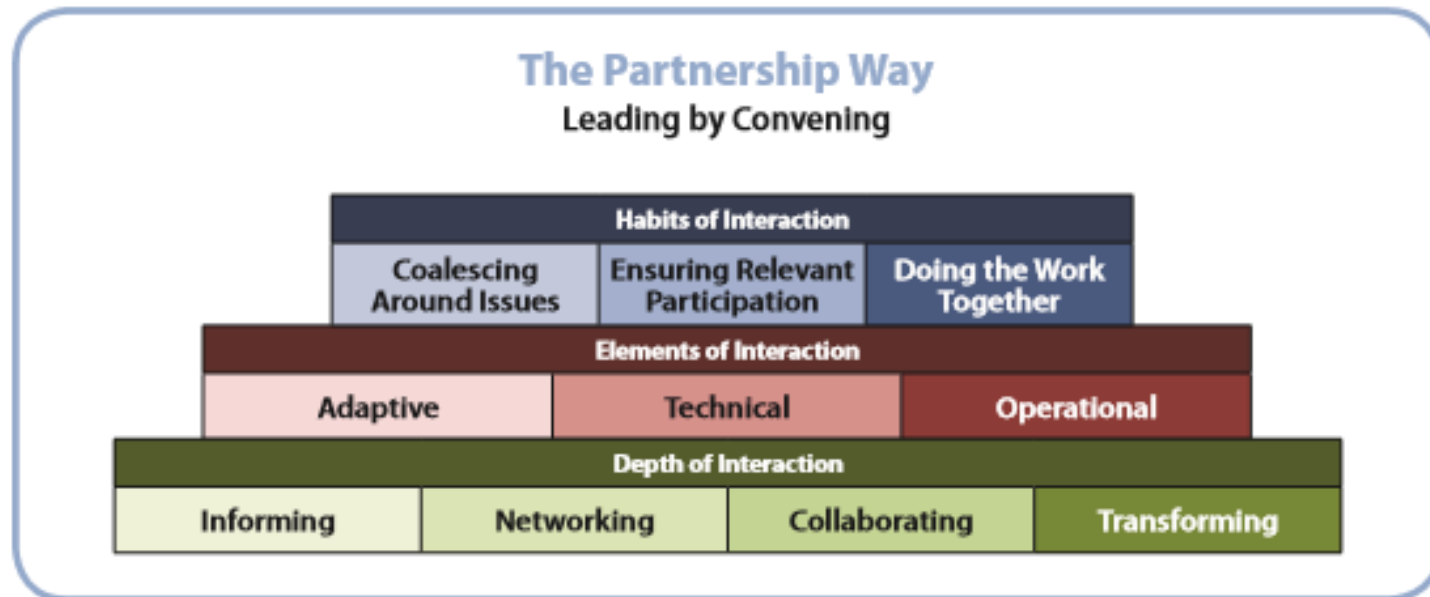 The Partnership Way
Leading by Convening
Habits of Interaction
Coalescing
Around Issues
Ensuring Relevant
Participation
Doing the Work
Together
Elements of Interaction
Adaptive
Technical
Operational
Depth of Interaction
Informing
Networking
Collaborating
Transforming